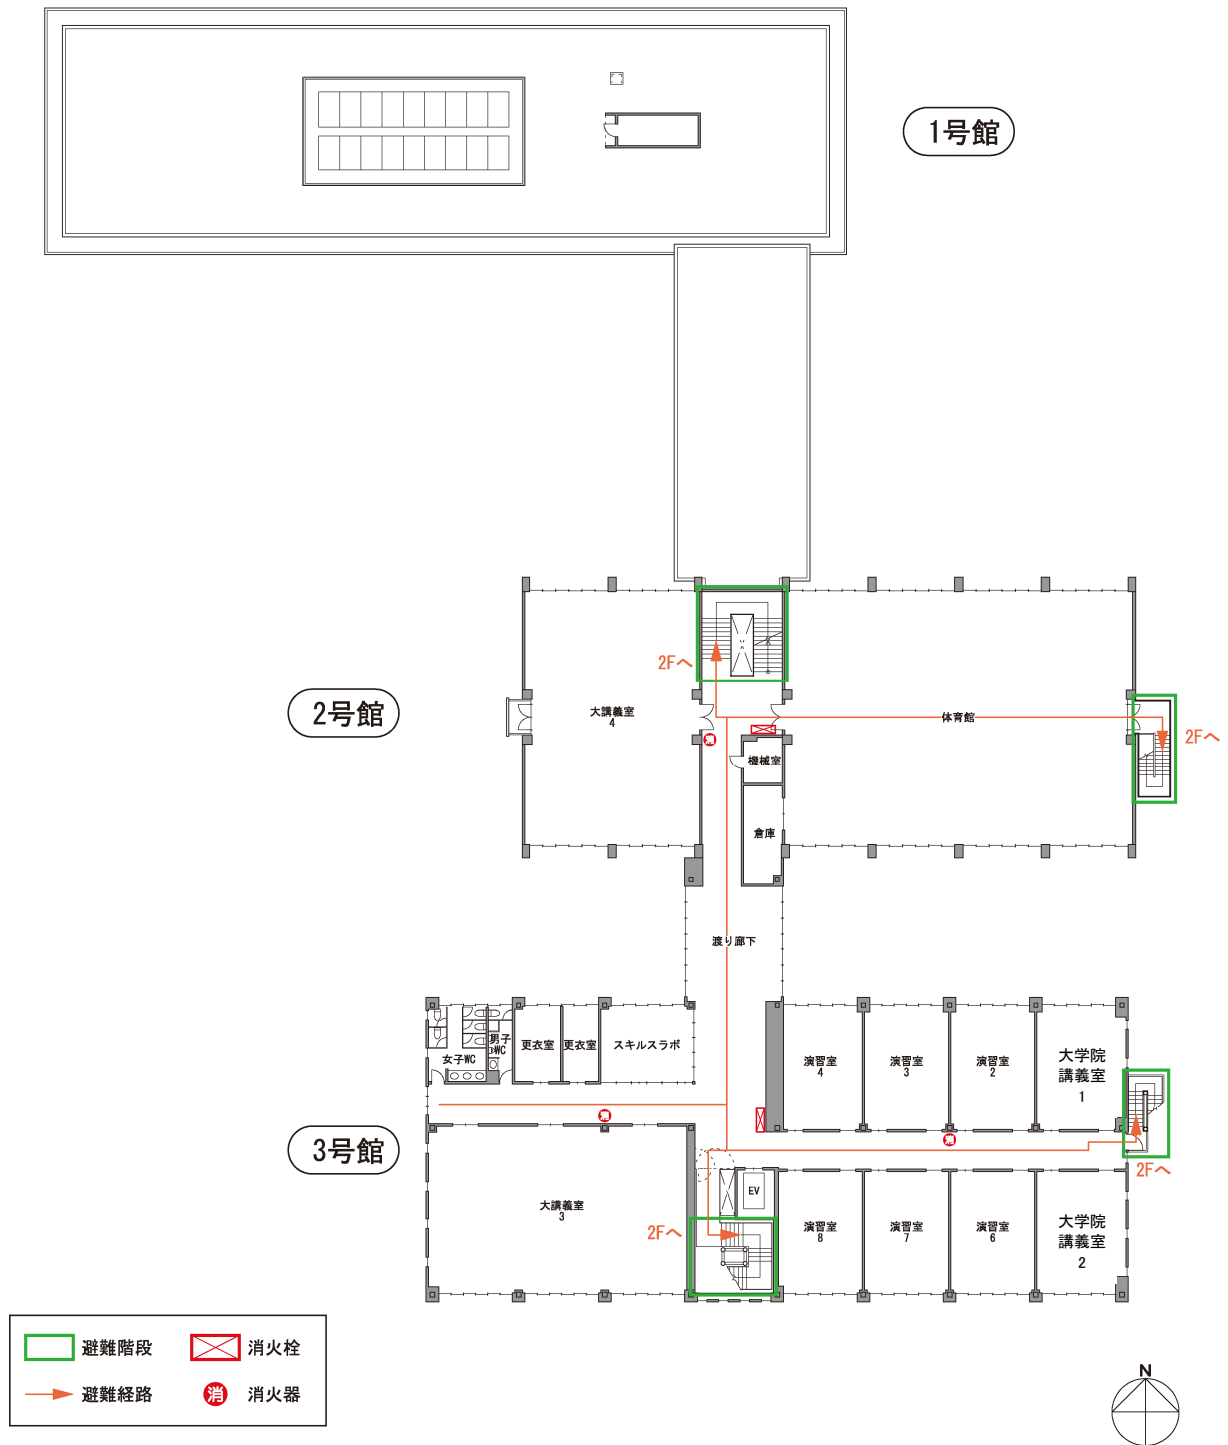 1号館
2Fへ
大講義室
4
体育館
2号館
消
2Fへ
機械室
倉庫
渡り廊下
男子
WC
女子WC
更衣室
更衣室
スキルスラボ
演習室
4
演習室
3
演習室
2
大学院
講義室
1
消
消
3号館
2Fへ
EV
大講義室
3
2Fへ
演習室
8
演習室
7
演習室
6
大学院
講義室
2
避難階段
消火栓
避難経路
消
消火器
N